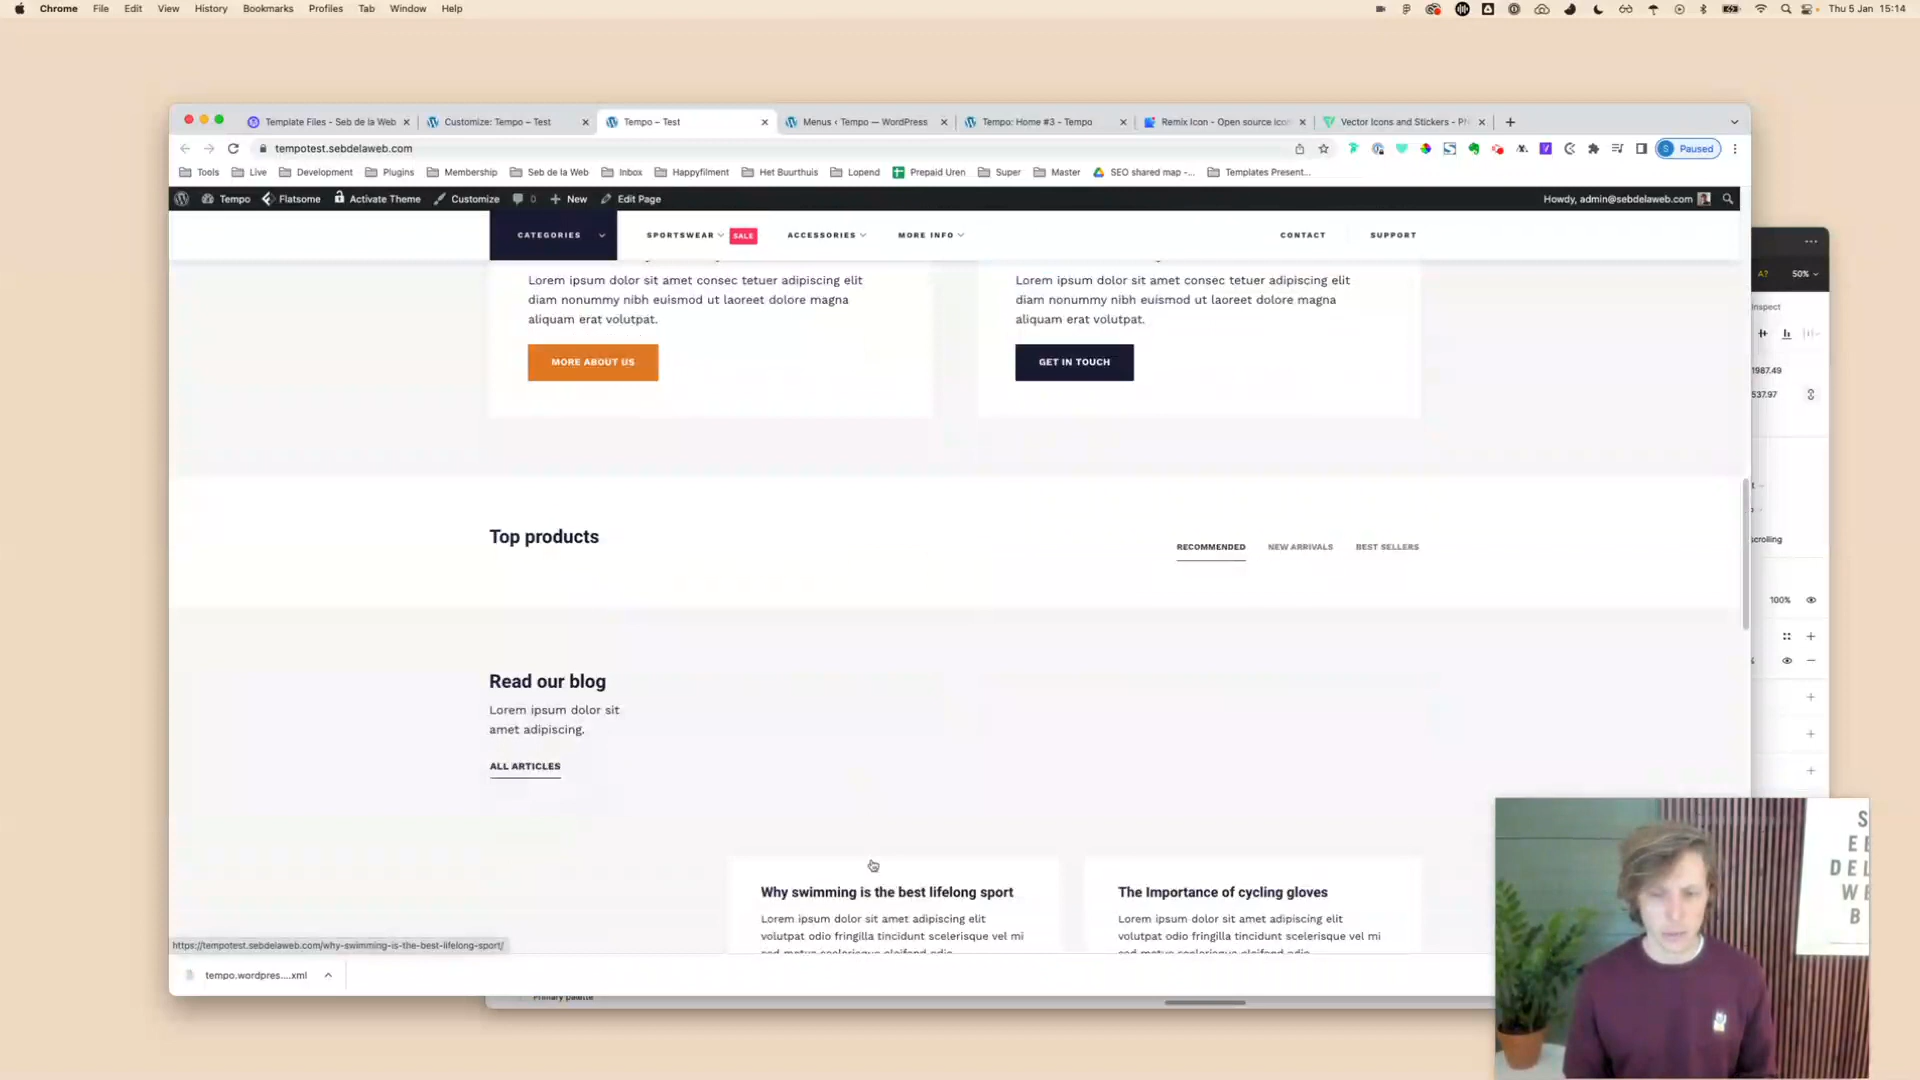 Chrome File Edit View History Bookmarks Profiles Tab Window Help
Thu 5 Jan 15:14
Template Files - Seb de la Web
Customize: Tempo – Test
Tempo – Test
Menus ‹ Tempo — WordPress
Tempo: Home #3 - Tempo
Remix Icon - Open source icon
Vector Icons and Stickers - P
tempotest.sebdelaweb.com
Paused
Tools Live Development Plugins Membership Seb de la Web Inbox Happyfilment Het Buurthuis Lopend Prepaid Uren Super Master SEO shared map -... Templates Present...
Tempo Flatsome Activate Theme Customize 0 New Edit Page
Howdy, admin@sebdelaweb.com
CATEGORIES SPORTSWEAR SALE ACCESSORIES MORE INFO CONTACT SUPPORT
A? 50%
Lorem ipsum dolor sit amet consec tetuer adipiscing elit
diam nonummy nibh euismod ut laoreet dolore magna
aliquam erat volutpat.
MORE ABOUT US
Lorem ipsum dolor sit amet consec tetuer adipiscing elit
diam nonummy nibh euismod ut laoreet dolore magna
aliquam erat volutpat.
GET IN TOUCH
nspect
1987.49
537.97
scrolling
100%
Top products
RECOMMENDED NEW ARRIVALS BEST SELLERS
Read our blog
Lorem ipsum dolor sit
amet adipiscing.
ALL ARTICLES
Why swimming is the best lifelong sport
Lorem ipsum dolor sit amet adipiscing elit
volutpat odio fringilla tincidunt scelerisque vel mi
The Importance of cycling gloves
Lorem ipsum dolor sit amet adipiscing elit
volutpat odio fringilla tincidunt scelerisque vel mi
https://tempotest.sebdelaweb.com/why-swimming-is-the-best-lifelong-sport/
tempo.wordpres....xml
Primary palette
S
E E
D E L
W E
B